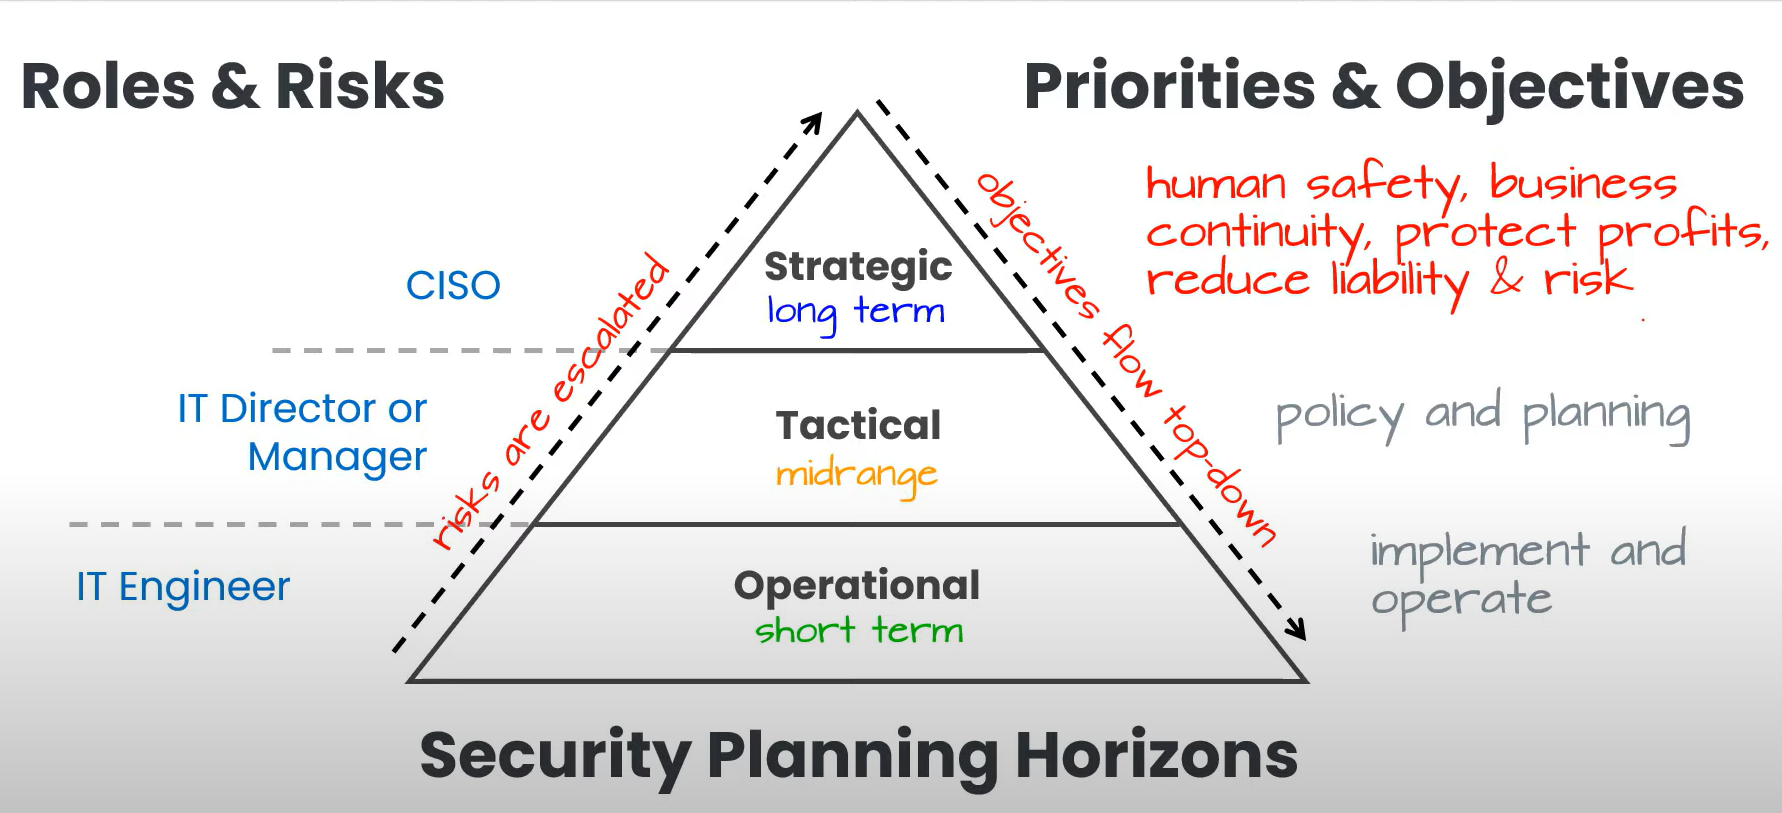 Roles & Risks
Priorities & Objectives
human safety, business
continuity, protect profits,
reduce liability & risk
objectives flow top-down
risks are escalated
CISO
Strategic
long term
IT Director or
Manager
Tactical
midrange
policy and planning
IT Engineer
Operational
short term
implement and
operate
Security Planning Horizons